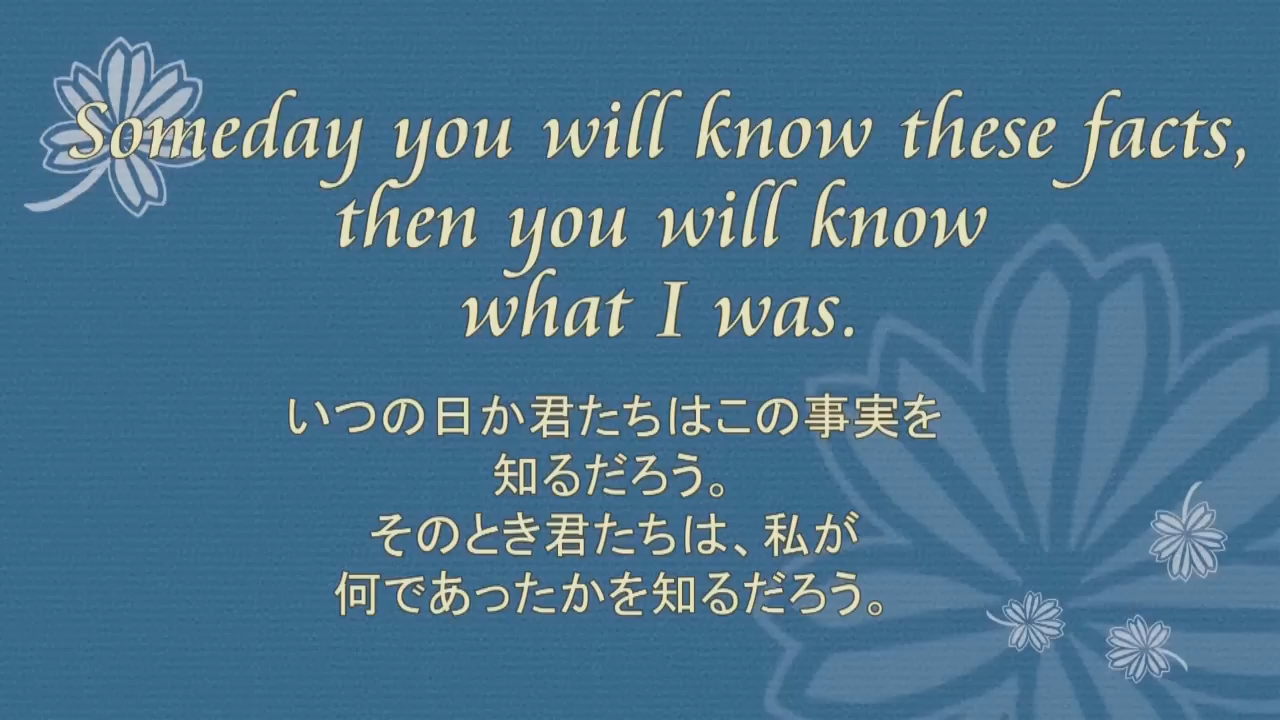 Someday you will know these facts,
then you will know
what I was.
いつの日か君たちはこの事実を
知るだろう。
そのとき君たちは、私が
何であったかを知るだろう。